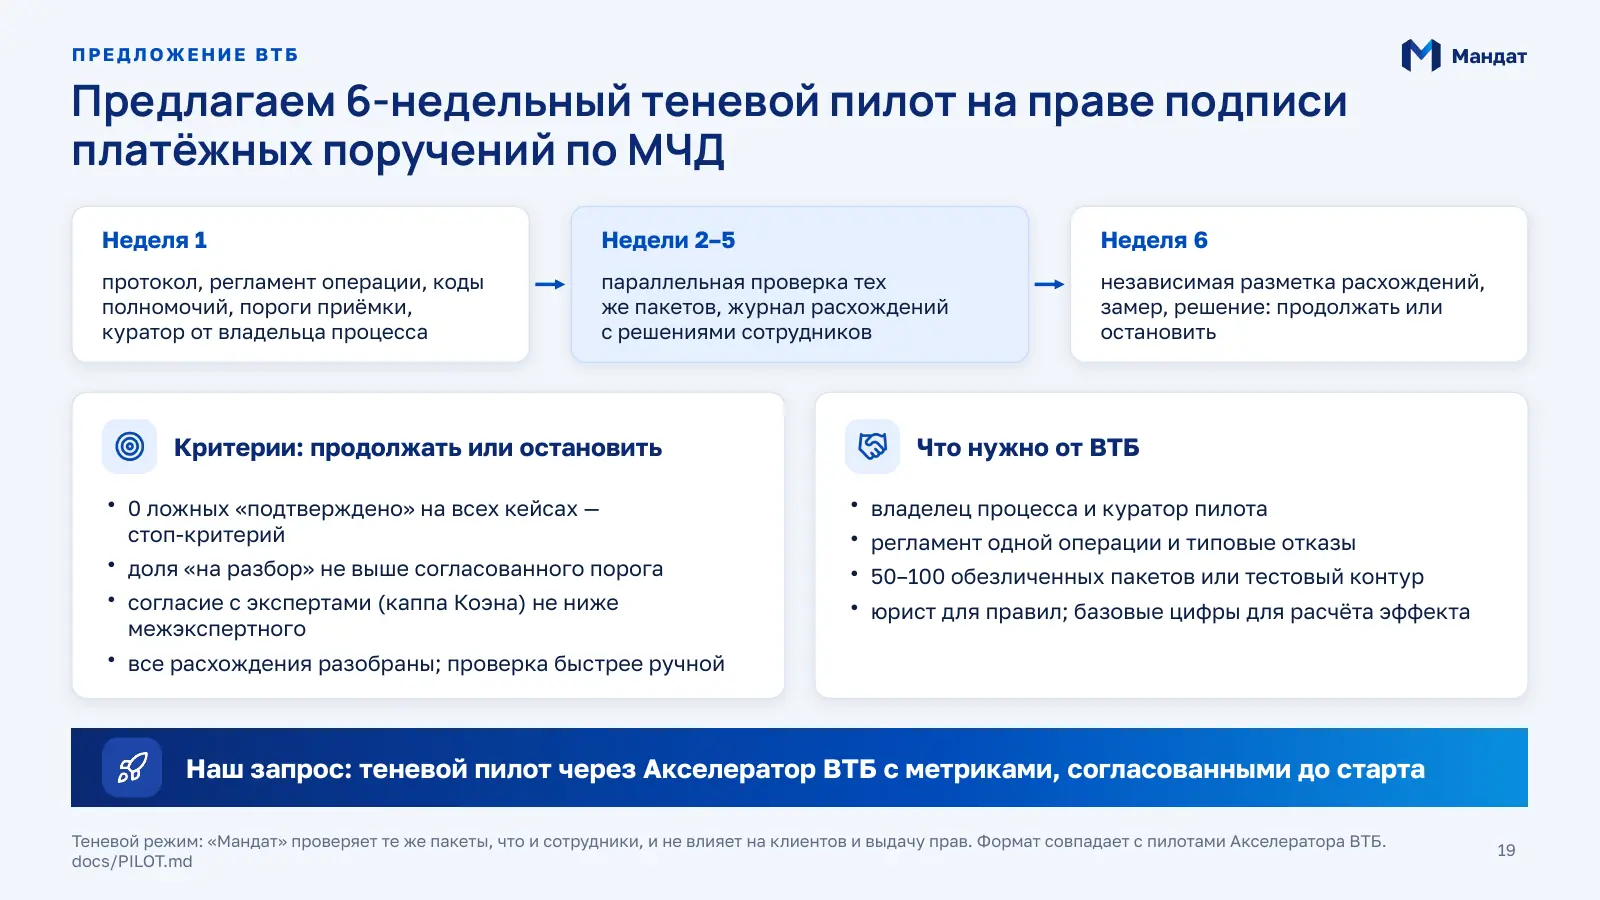 ПРЕДЛОЖЕНИЕ ВТБ
Мандат
Предлагаем 6-недельный теневой пилот на праве подписи
платёжных поручений по МЧД
Неделя 1
протокол, регламент операции, коды
полномочий, пороги приёмки,
куратор от владельца процесса
Недели 2–5
параллельная проверка тех
же пакетов, журнал расхождений
с решениями сотрудников
Неделя 6
независимая разметка расхождений,
замер, решение: продолжать или
остановить
Критерии: продолжать или остановить
• 0 ложных «подтверждено» на всех кейсах —
стоп-критерий
• доля «на разбор» не выше согласованного порога
• согласие с экспертами (каппа Коэна) не ниже
межэкспертного
• все расхождения разобраны; проверка быстрее ручной
Что нужно от ВТБ
• владелец процесса и куратор пилота
• регламент одной операции и типовые отказы
• 50–100 обезличенных пакетов или тестовый контур
• юрист для правил; базовые цифры для расчёта эффекта
Наш запрос: теневой пилот через Акселератор ВТБ с метриками, согласованными до старта
Теневой режим: «Мандат» проверяет те же пакеты, что и сотрудники, и не влияет на клиентов и выдачу прав. Формат совпадает с пилотами Акселератора ВТБ.
docs/PILOT.md
19